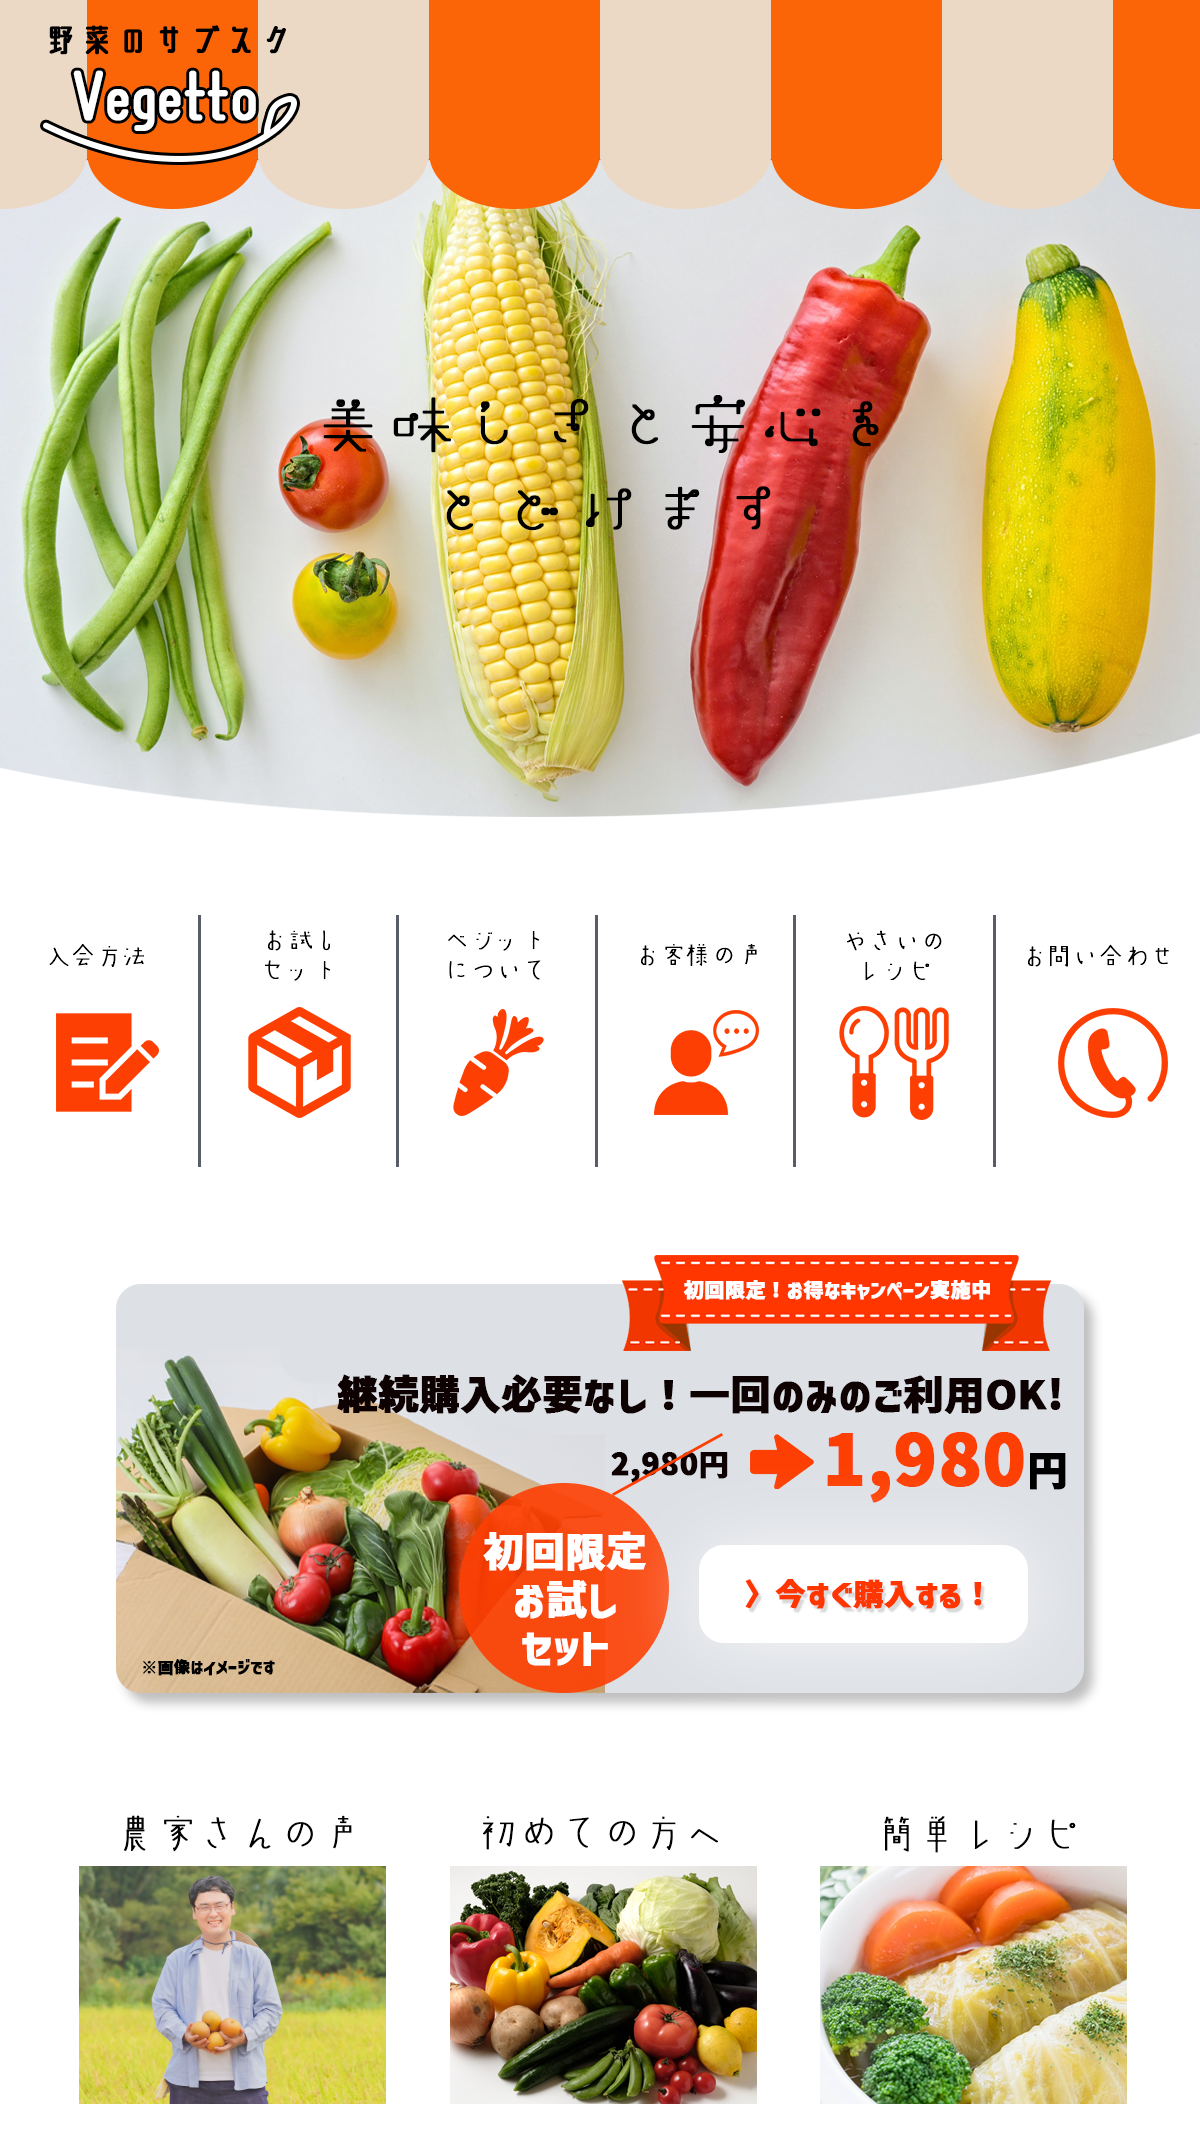 野菜のサブスク
Vegetto
美味しさと安心を
とどけます
入会方法
お試し
セット
ベジット
について
お客様の声
やさいの
レシピ
お問い合わせ
初回限定！お得なキャンペーン実施中
継続購入必要なし！一回のみのご利用OK!
2,980円
1,980円
初回限定
お試し
セット
〉今すぐ購入する！
※画像はイメージです
農家さんの声
初めての方へ
簡単レシピ